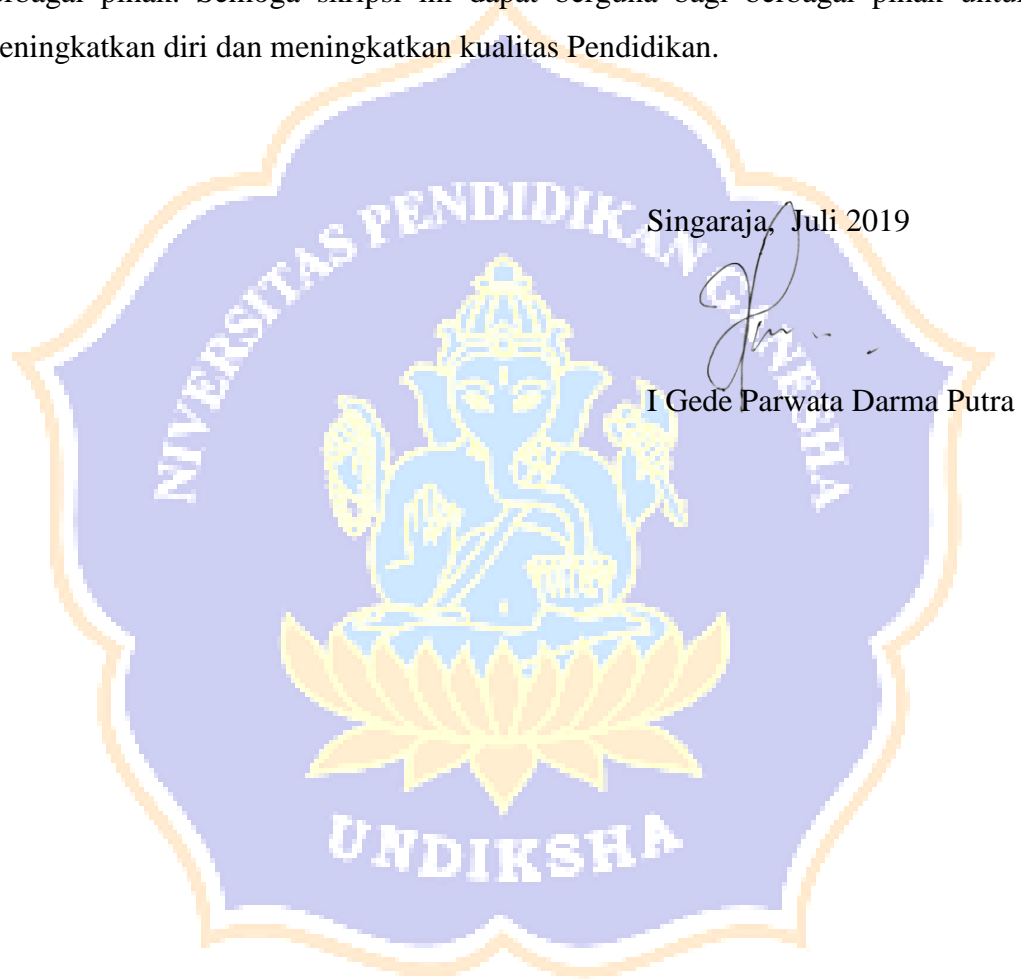 berbagai pihak. Semoga skripsi ini dapat berguna bagi berbagai pihak untuk
meningkatkan diri dan meningkatkan kualitas Pendidikan.
UNIVERSITAS PENDIDIKAN GANESHA
Singaraja, Juli 2019
I Gede Parwata Darma Putra
UNDIKSHA